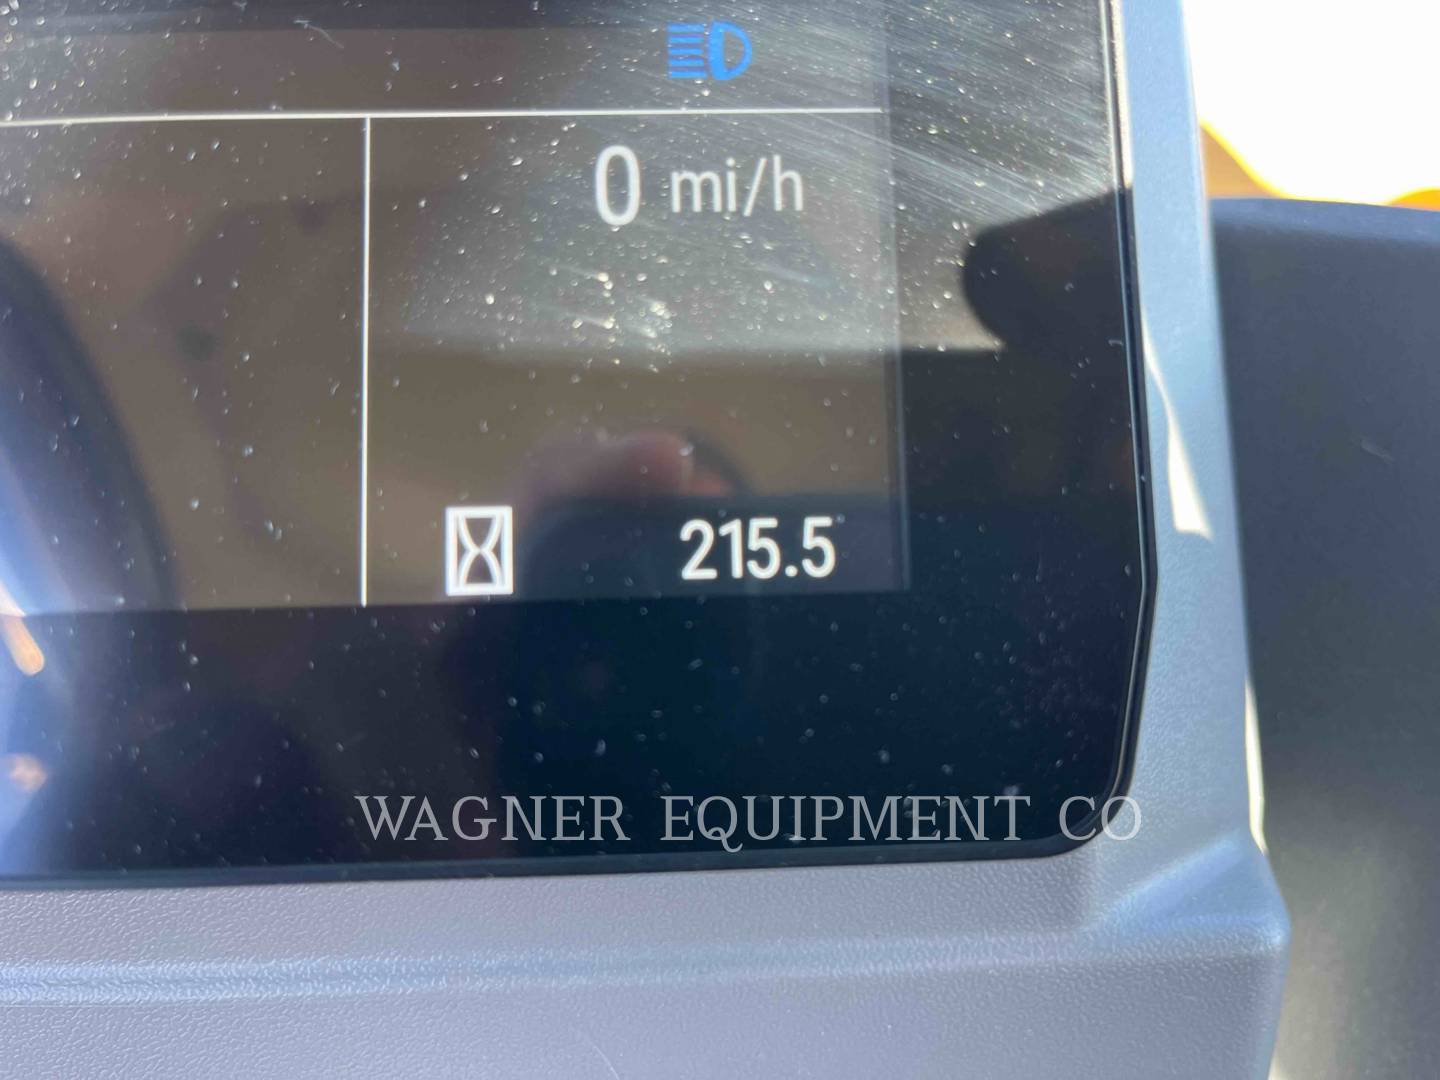 0 mi/h
215.5
WAGNER EQUIPMENT CO